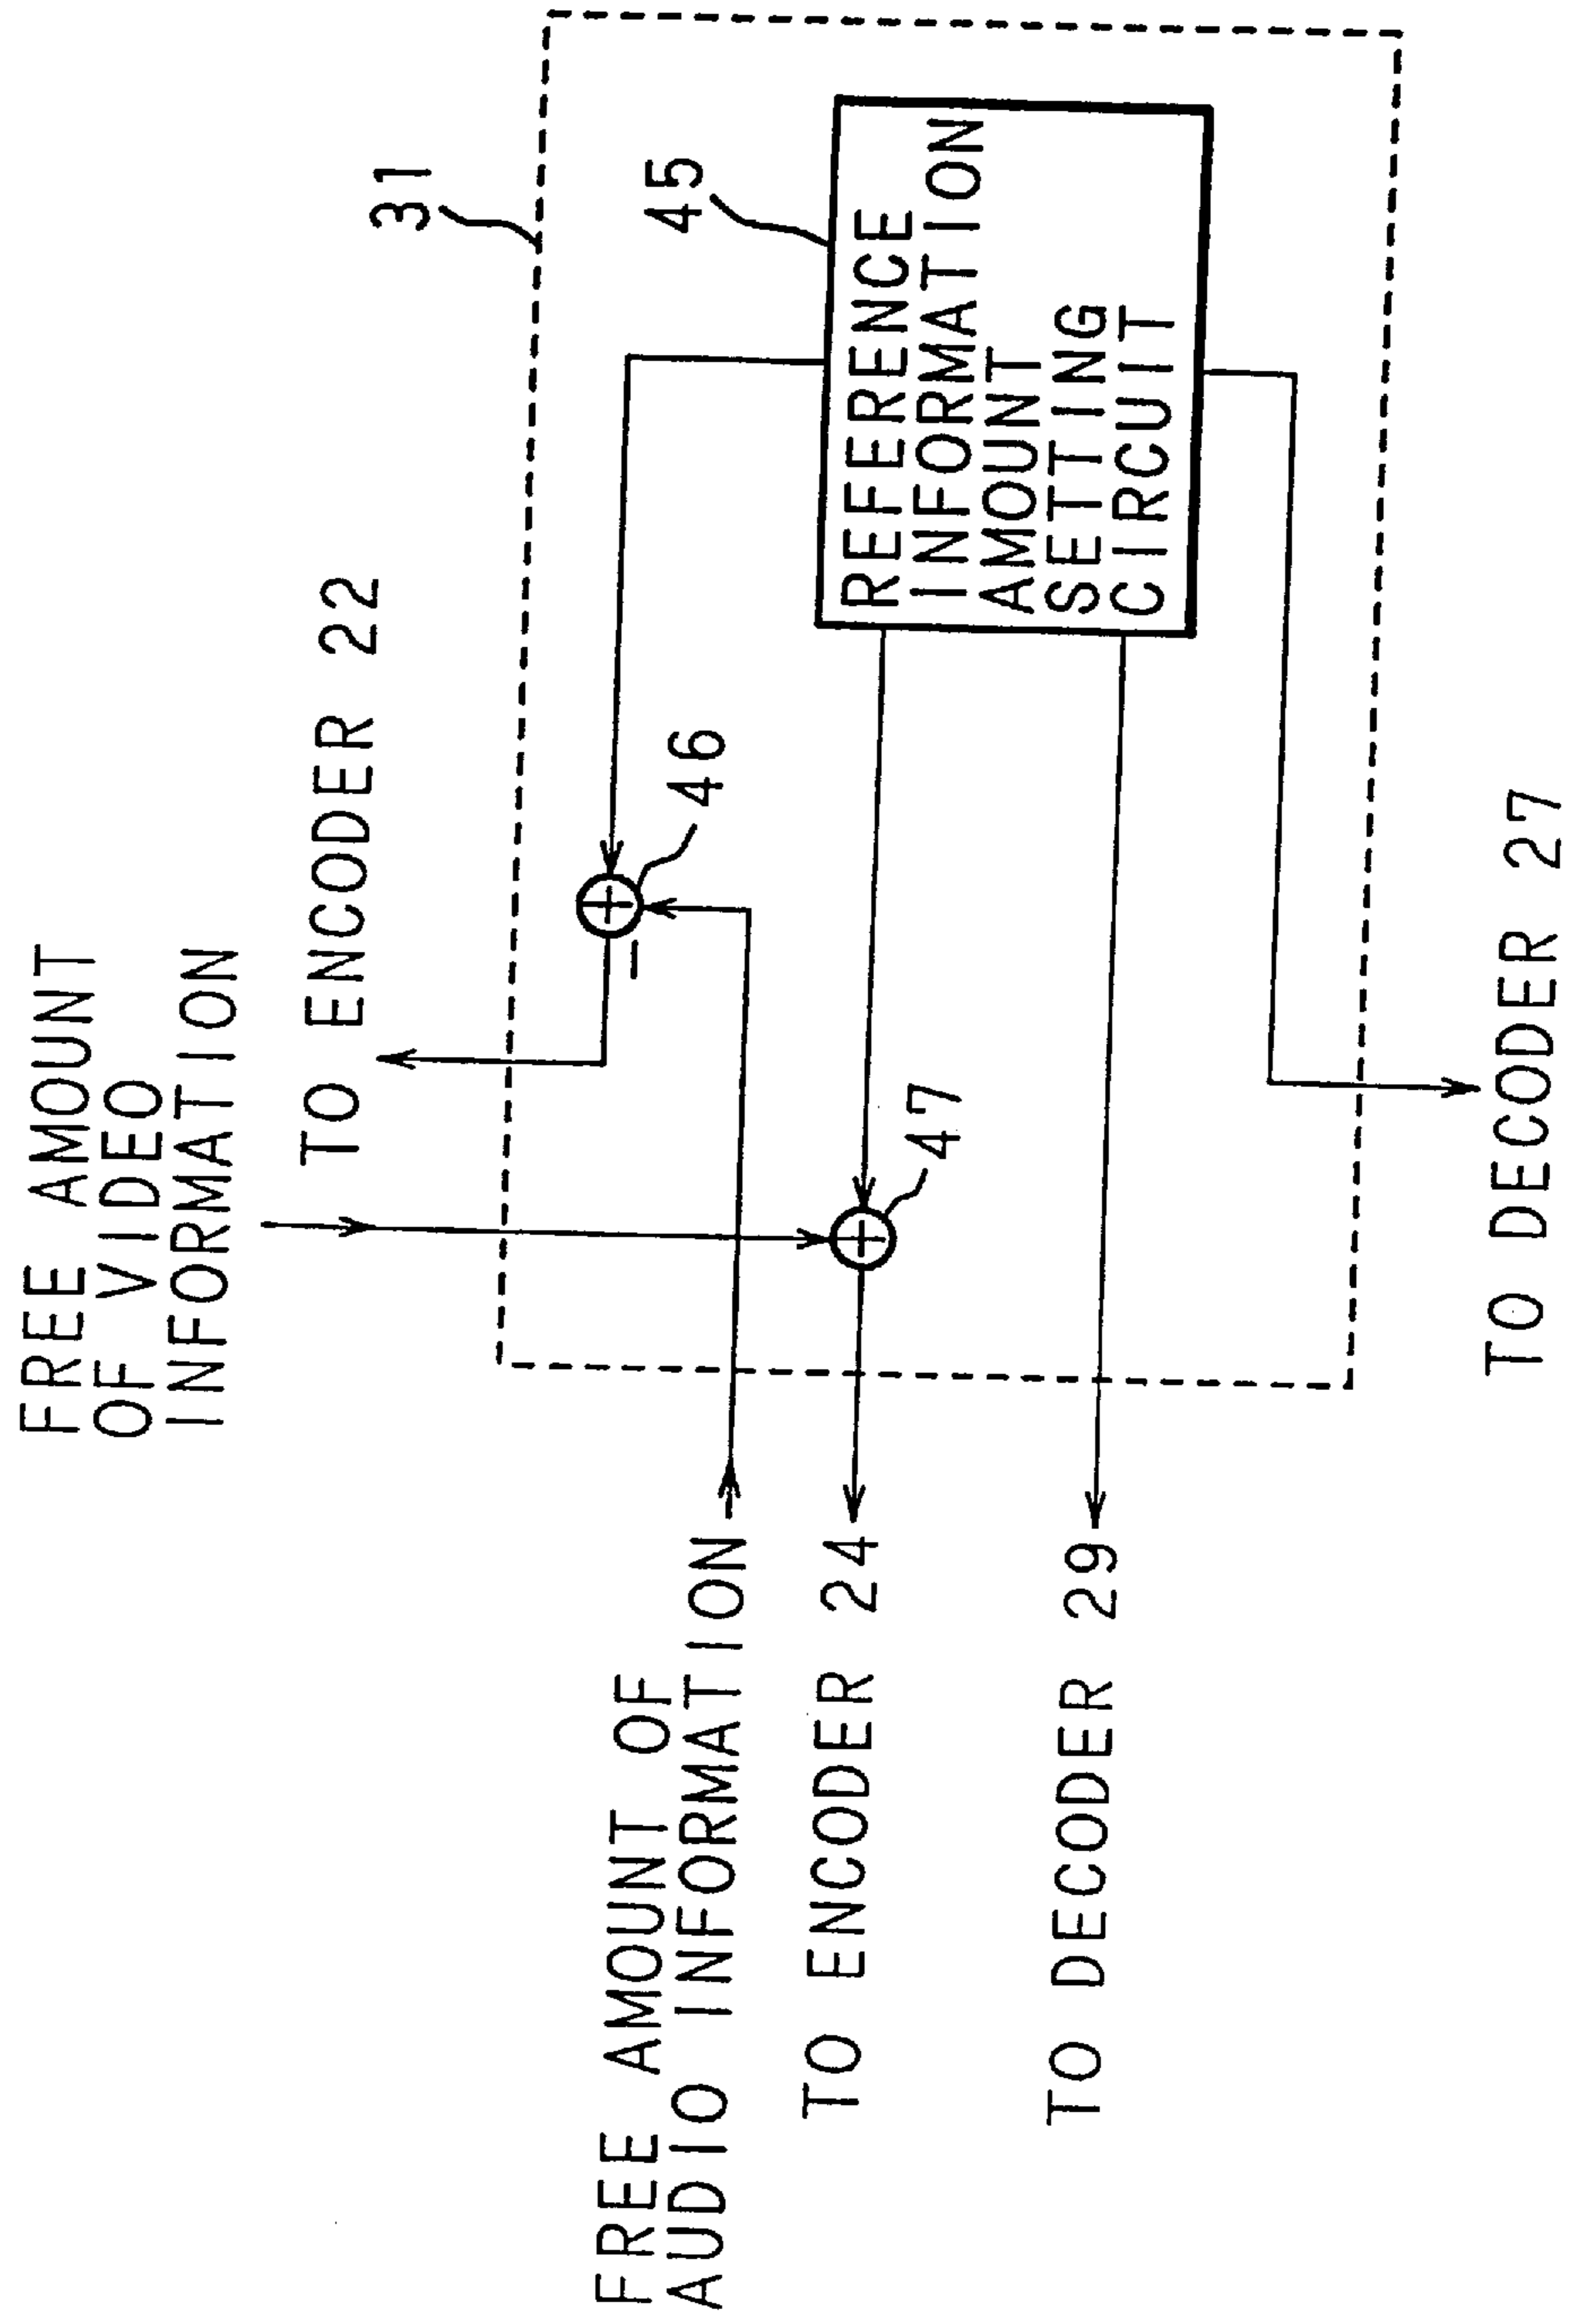 FREE AMOUNT
OF VIDEO
INFORMATION
TO ENCODER 22
31
46
45
FREE AMOUNT OF
AUDIO INFORMATION
REFERENCE
INFORMATION
AMOUNT
SETTING
CIRCUIT
TO ENCODER 24
47
TO DECODER 29
TO DECODER 27